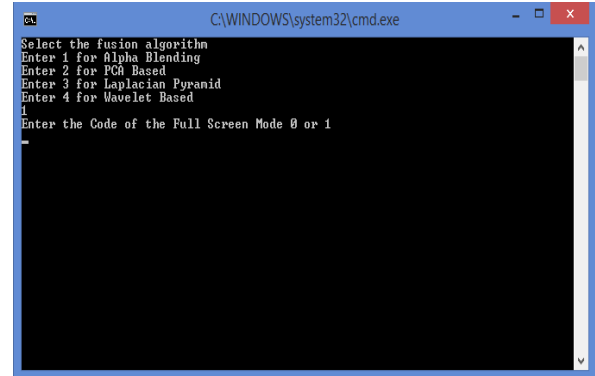 C:\WINDOWS\system32\cmd.exe
Select the fusion algorithm
Enter 1 for Alpha Blending
Enter 2 for PCA Based
Enter 3 for Laplacian Pyramid
Enter 4 for Wavelet Based
1
Enter the Code of the Full Screen Mode 0 or 1